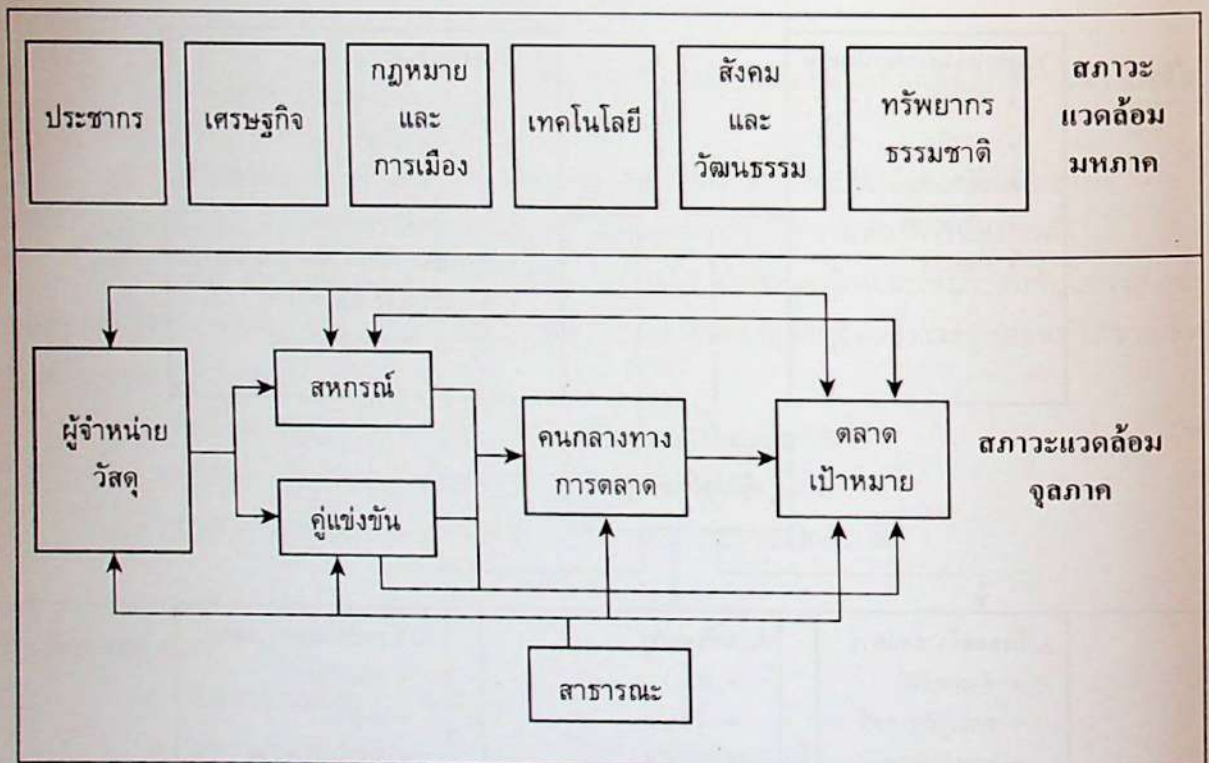 ประชากร
เศรษฐกิจ
กฎหมาย
และ
การเมือง
เทคโนโลยี
สังคม
และ
วัฒนธรรม
ทรัพยากร
ธรรมชาติ
สภาวะ
แวดล้อม
มหภาค
ผู้จำหน่าย
วัสดุ
สหกรณ์
คู่แข่งขัน
คนกลางทาง
การตลาด
ตลาด
เป้าหมาย
สภาวะแวดล้อม
จุลภาค
สาธารณะ